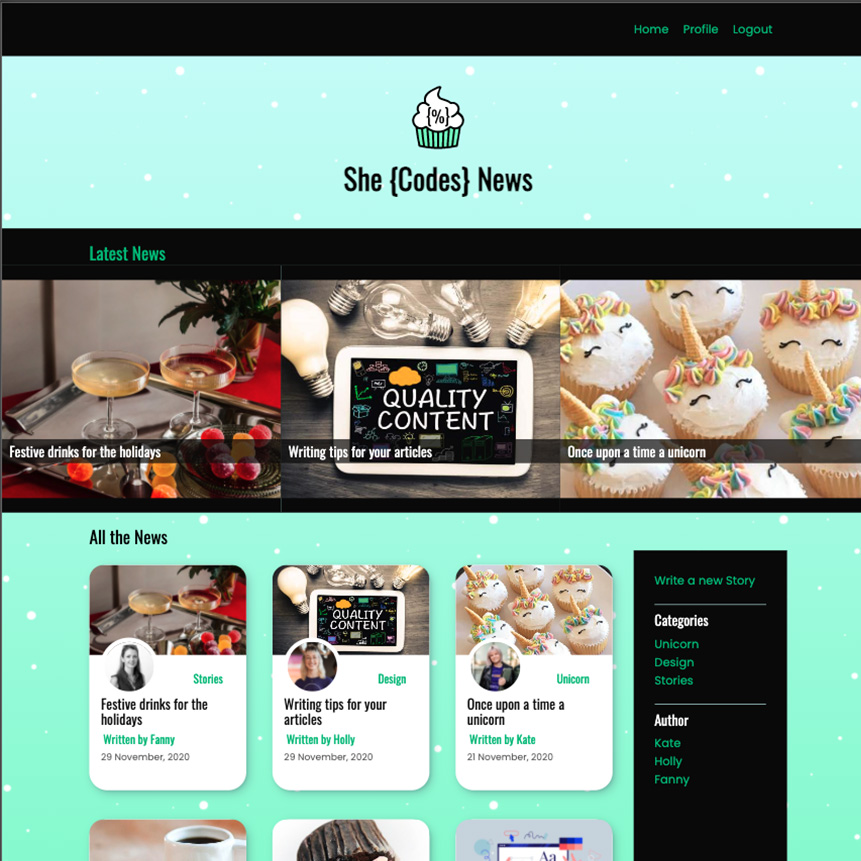 Home Profile Logout
{%}
She {Codes} News
Latest News
QUALITY
CONTENT
Festive drinks for the holidays
Writing tips for your articles
Once upon a time a unicorn
All the News
QUALITY
CONTENT
Stories
Festive drinks for the
holidays
Written by Fanny
29 November, 2020
Design
Writing tips for your
articles
Written by Holly
29 November, 2020
Unicorn
Once upon a time a
unicorn
Written by Kate
21 November, 2020
Write a new Story
Categories
Unicorn
Design
Stories
Author
Kate
Holly
Fanny
Aa